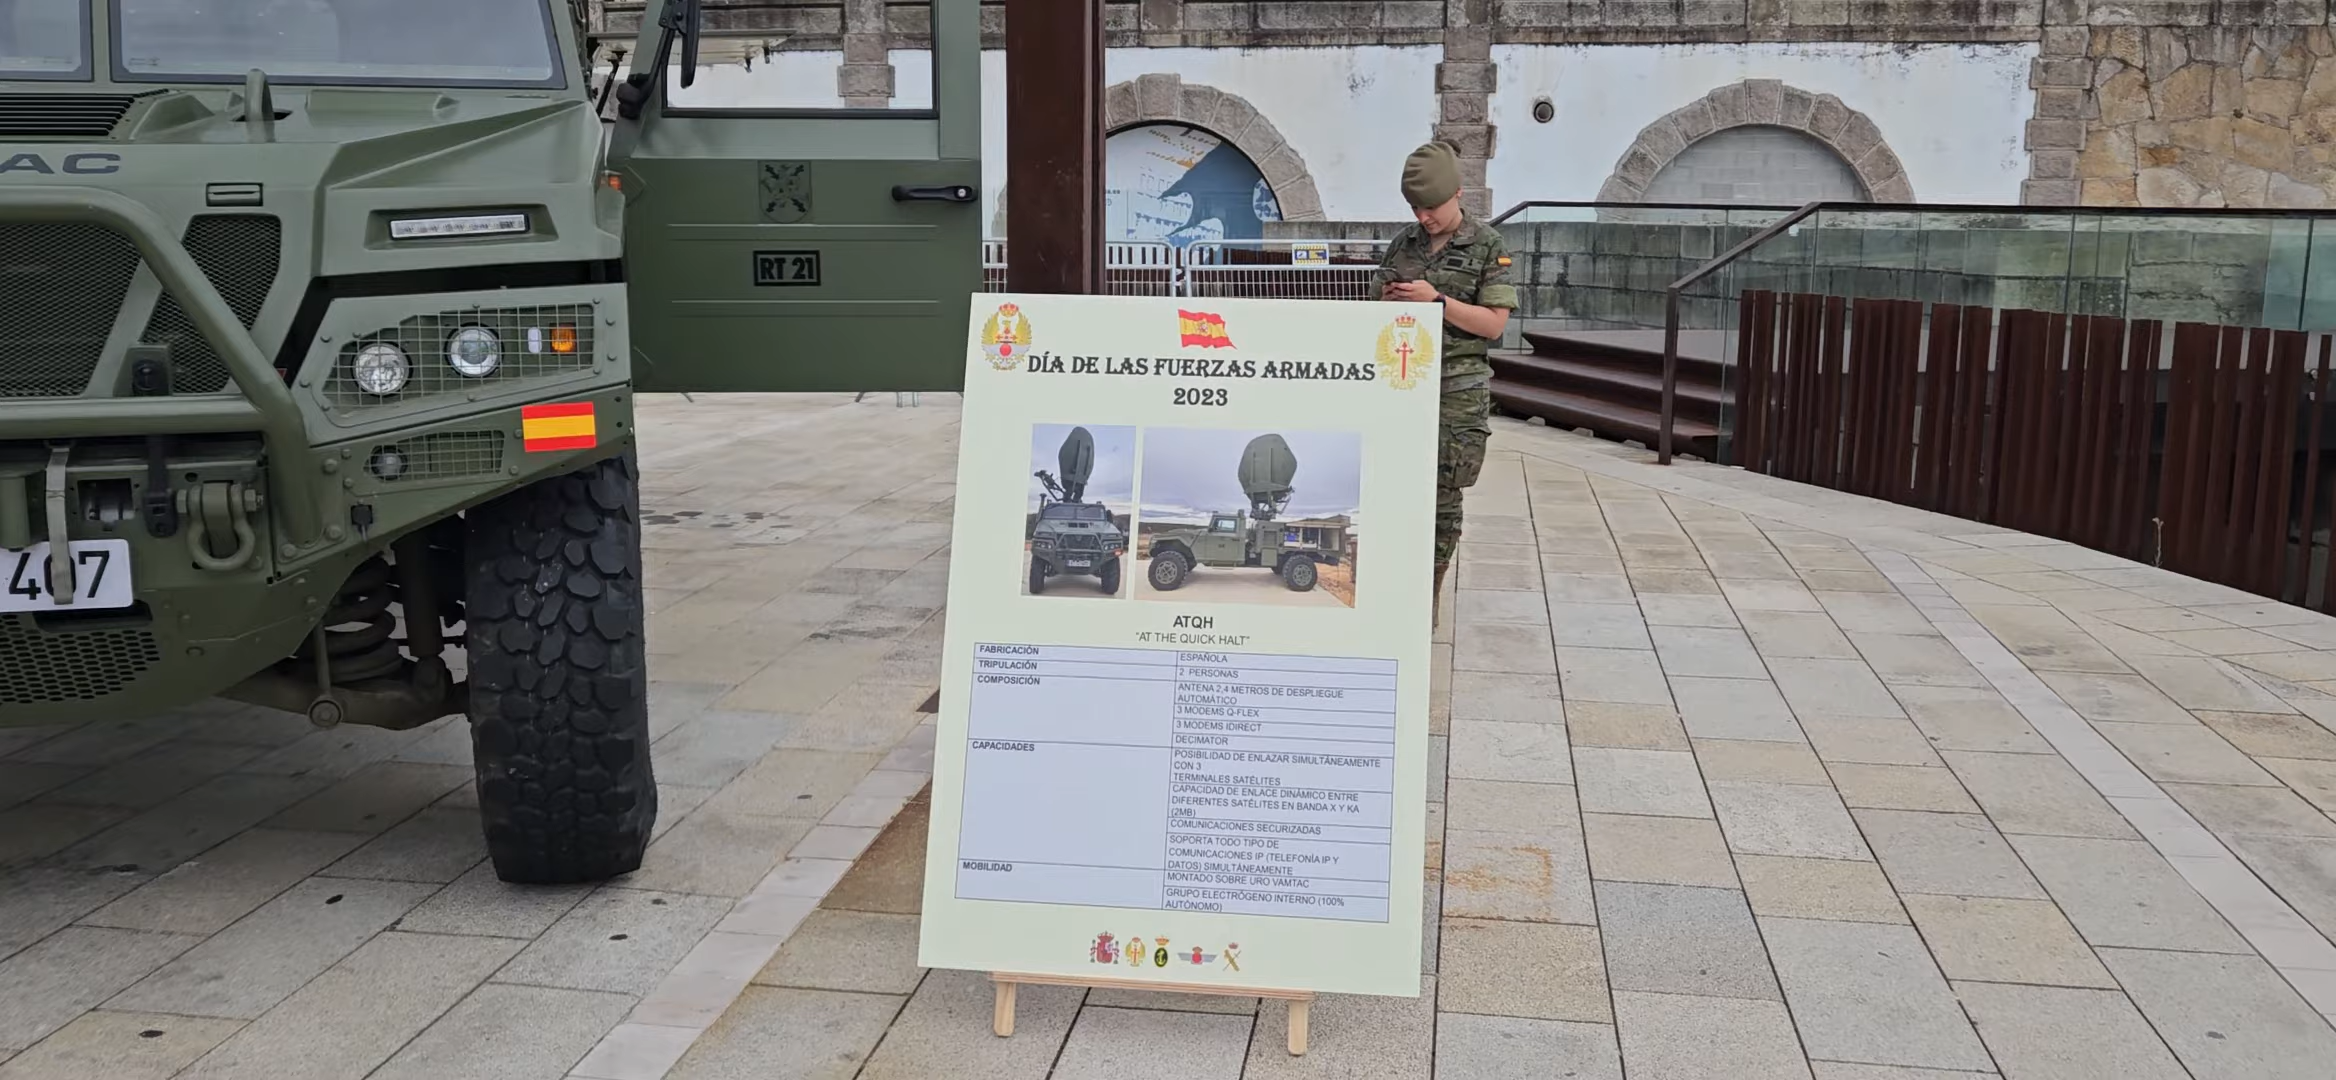 AC
RT 21
407
DÍA DE LAS FUERZAS ARMADAS
2023
ATQH
"AT THE QUICK HALT"
FABRICACIÓN
ESPAÑOLA
TRIPULACIÓN
2 PERSONAS
COMPOSICIÓN
ANTENA 2,4 METROS DE DESPLIEGUE
AUTOMÁTICO
3 MODEMS Q-FLEX
3 MODEMS IDIRECT
DECIMATOR
CAPACIDADES
POSIBILIDAD DE ENLAZAR SIMULTÁNEAMENTE
CON 3
TERMINALES SATÉLITES
CAPACIDAD DE ENLACE DINÁMICO ENTRE
DIFERENTES SATÉLITES EN BANDA X Y KA
(2MB)
COMUNICACIONES SECURIZADAS
SOPORTA TODO TIPO DE
COMUNICACIONES IP (TELEFONÍA IP Y
DATOS) SIMULTÁNEAMENTE
MOBILIDAD
MONTADO SOBRE URO VAMTAC
GRUPO ELECTRÓGENO INTERNO (100%
AUTÓNOMO)